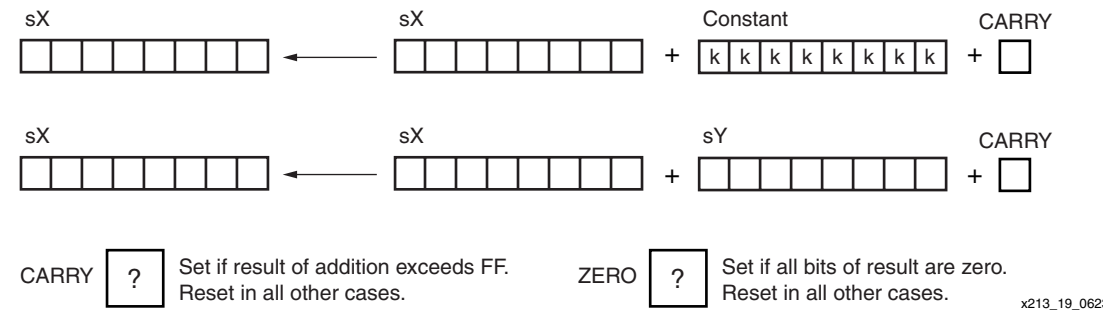 sX sX Constant CARRY
+ k k k k k k k k +
sX sX sY CARRY
+ +
CARRY ? Set if result of addition exceeds FF. ZERO ? Set if all bits of result are zero.
Reset in all other cases. Reset in all other cases.